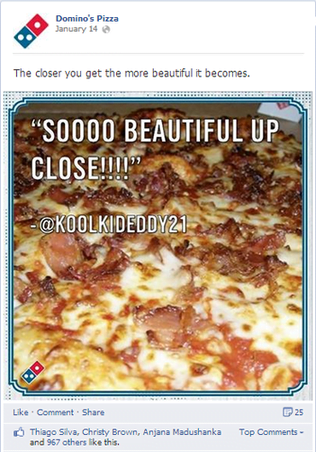 Domino's Pizza
January 14
The closer you get the more beautiful it becomes.
"SOOOO BEAUTIFUL UP
CLOSE!!!!"
-@KOOLKIDEDDY21
Like · Comment · Share
25
Thiago Silva, Christy Brown, Anjana Madushanka
and 967 others like this.
Top Comments